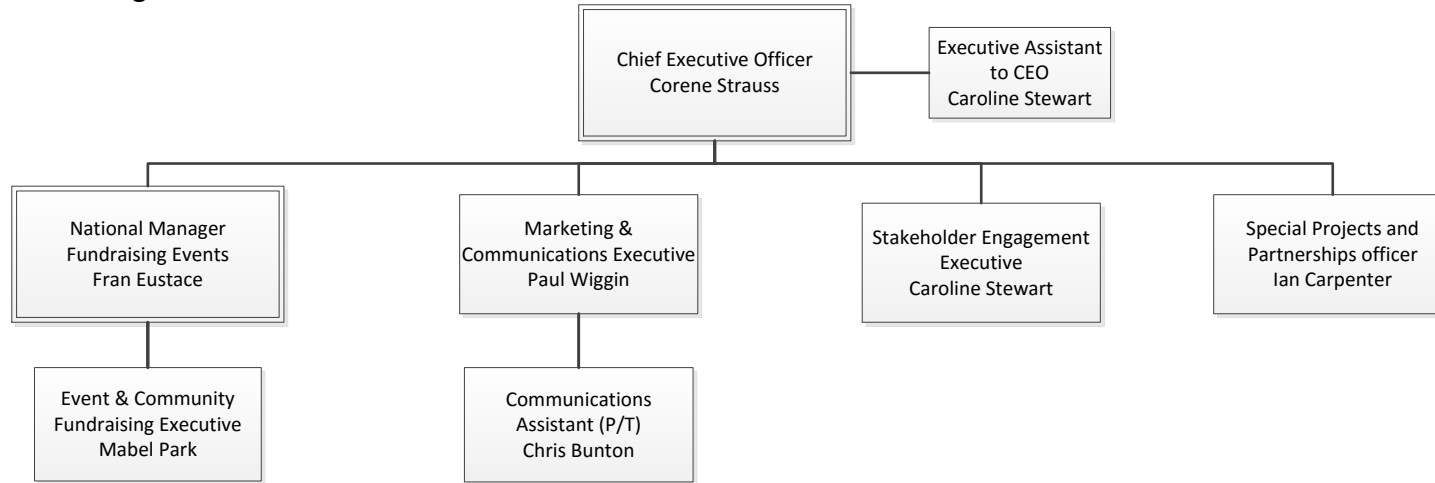 Chief Executive Officer
Corene Strauss
Executive Assistant
to CEO
Caroline Stewart
National Manager
Fundraising Events
Fran Eustace
Marketing &
Communications Executive
Paul Wiggin
Stakeholder Engagement
Executive
Caroline Stewart
Special Projects and
Partnerships officer
Ian Carpenter
Event & Community
Fundraising Executive
Mabel Park
Communications
Assistant (P/T)
Chris Bunton